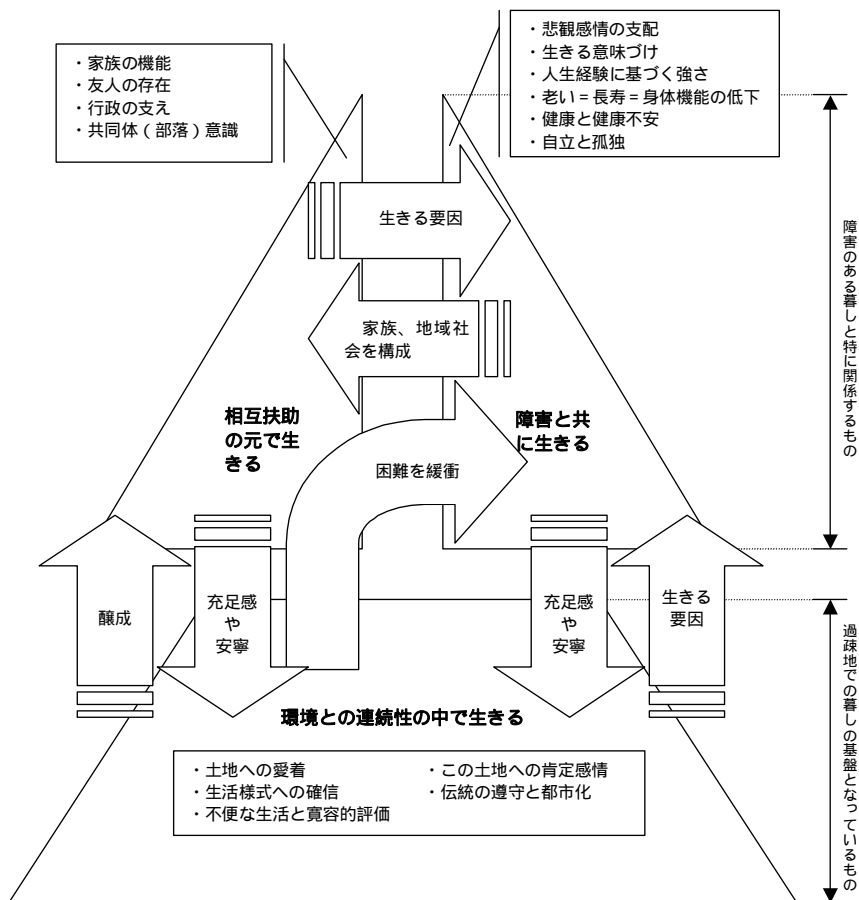 ・家族の機能
・友人の存在
・行政の支え
・共同体（部落）意識
・悲観感情の支配
・生きる意味づけ
・人生経験に基づく強さ
・老い＝長寿＝身体機能の低下
・健康と健康不安
・自立と孤独
生きる要因
家族、地域社
会を構成
相互扶助
の元で生
きる
障害と共
に生きる
困難を緩衝
障害のある暮しと特に関係するもの
醸成
充足感
や
安寧
充足感
や
安寧
生きる
要因
環境との連続性の中で生きる
・土地への愛着
・生活様式への確信
・不便な生活と寛容的評価
・この土地への肯定感情
・伝統の遵守と都市化
過疎地での暮しの基盤となっているもの